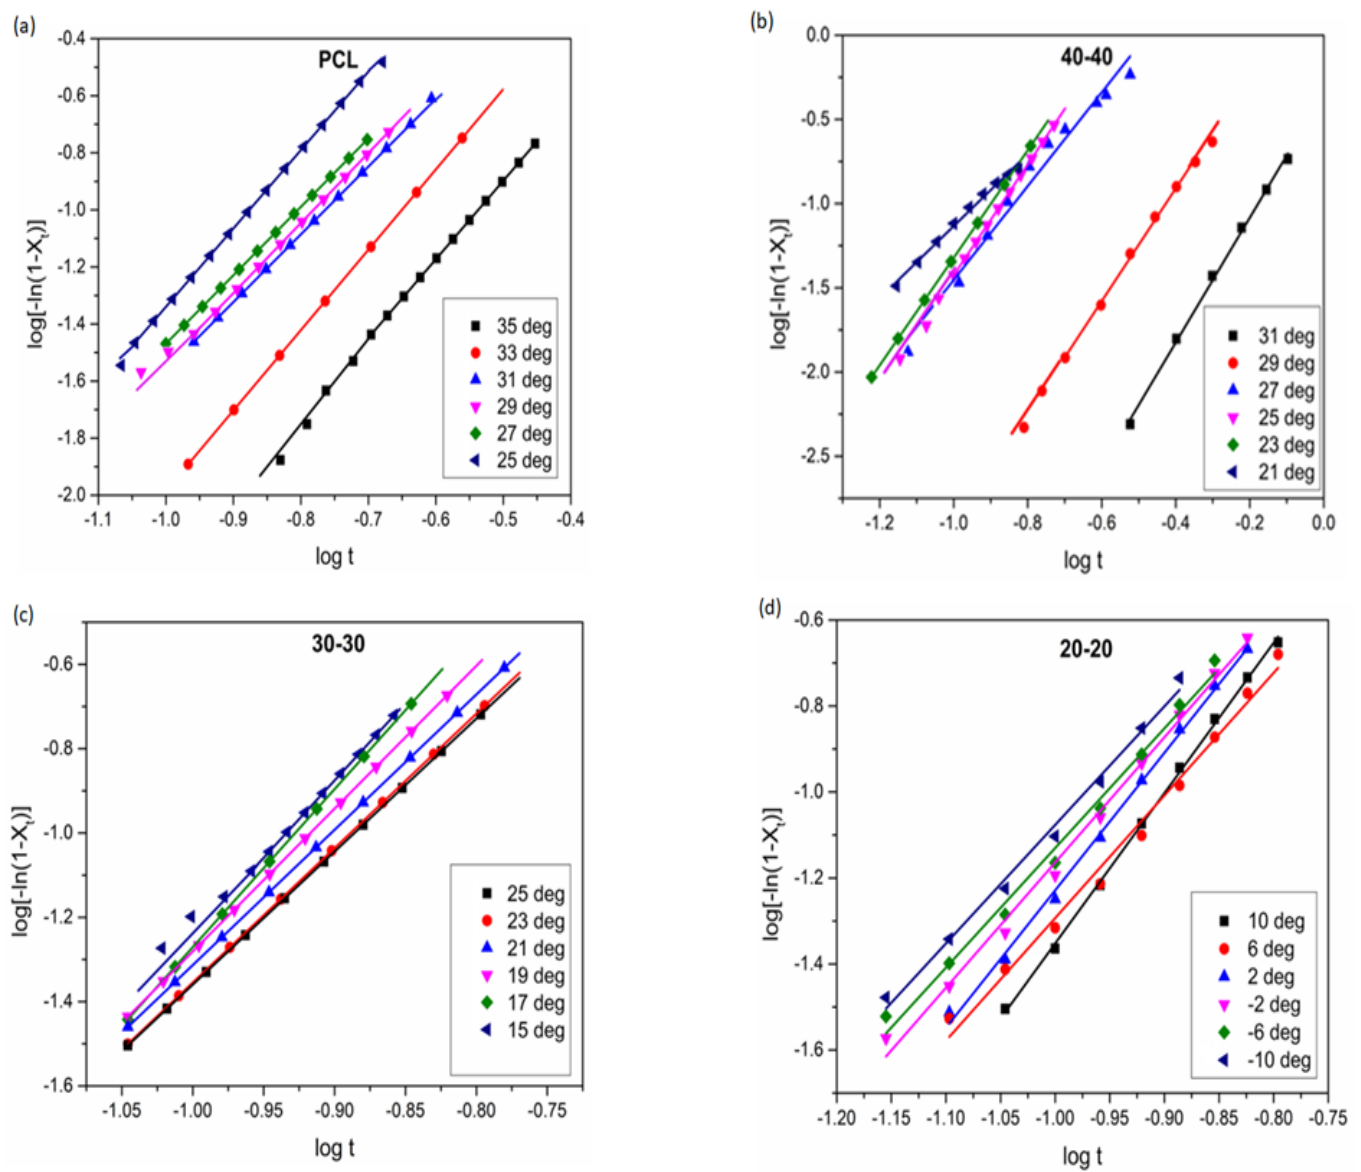 (a)
PCL
-0.4
-0.6
-0.8
-1.0
-1.2
-1.4
-1.6
-1.8
-2.0
log[-ln(1-Xt)]
35 deg
33 deg
31 deg
29 deg
27 deg
25 deg
-1.1 -1.0 -0.9 -0.8 -0.7 -0.6 -0.5 -0.4
log t
(b)
40-40
0.0
-0.5
-1.0
-1.5
-2.0
-2.5
log[-ln(1-Xt)]
31 deg
29 deg
27 deg
25 deg
23 deg
21 deg
-1.2 -1.0 -0.8 -0.6 -0.4 -0.2 0.0
log t
(c)
30-30
-0.6
-0.8
-1.0
-1.2
-1.4
-1.6
log[-ln(1-Xt)]
25 deg
23 deg
21 deg
19 deg
17 deg
15 deg
-1.05 -1.00 -0.95 -0.90 -0.85 -0.80 -0.75
log t
(d)
20-20
-0.6
-0.8
-1.0
-1.2
-1.4
-1.6
log[-ln(1-Xt)]
10 deg
6 deg
2 deg
-2 deg
-6 deg
-10 deg
-1.20 -1.15 -1.10 -1.05 -1.00 -0.95 -0.90 -0.85 -0.80 -0.75
log t